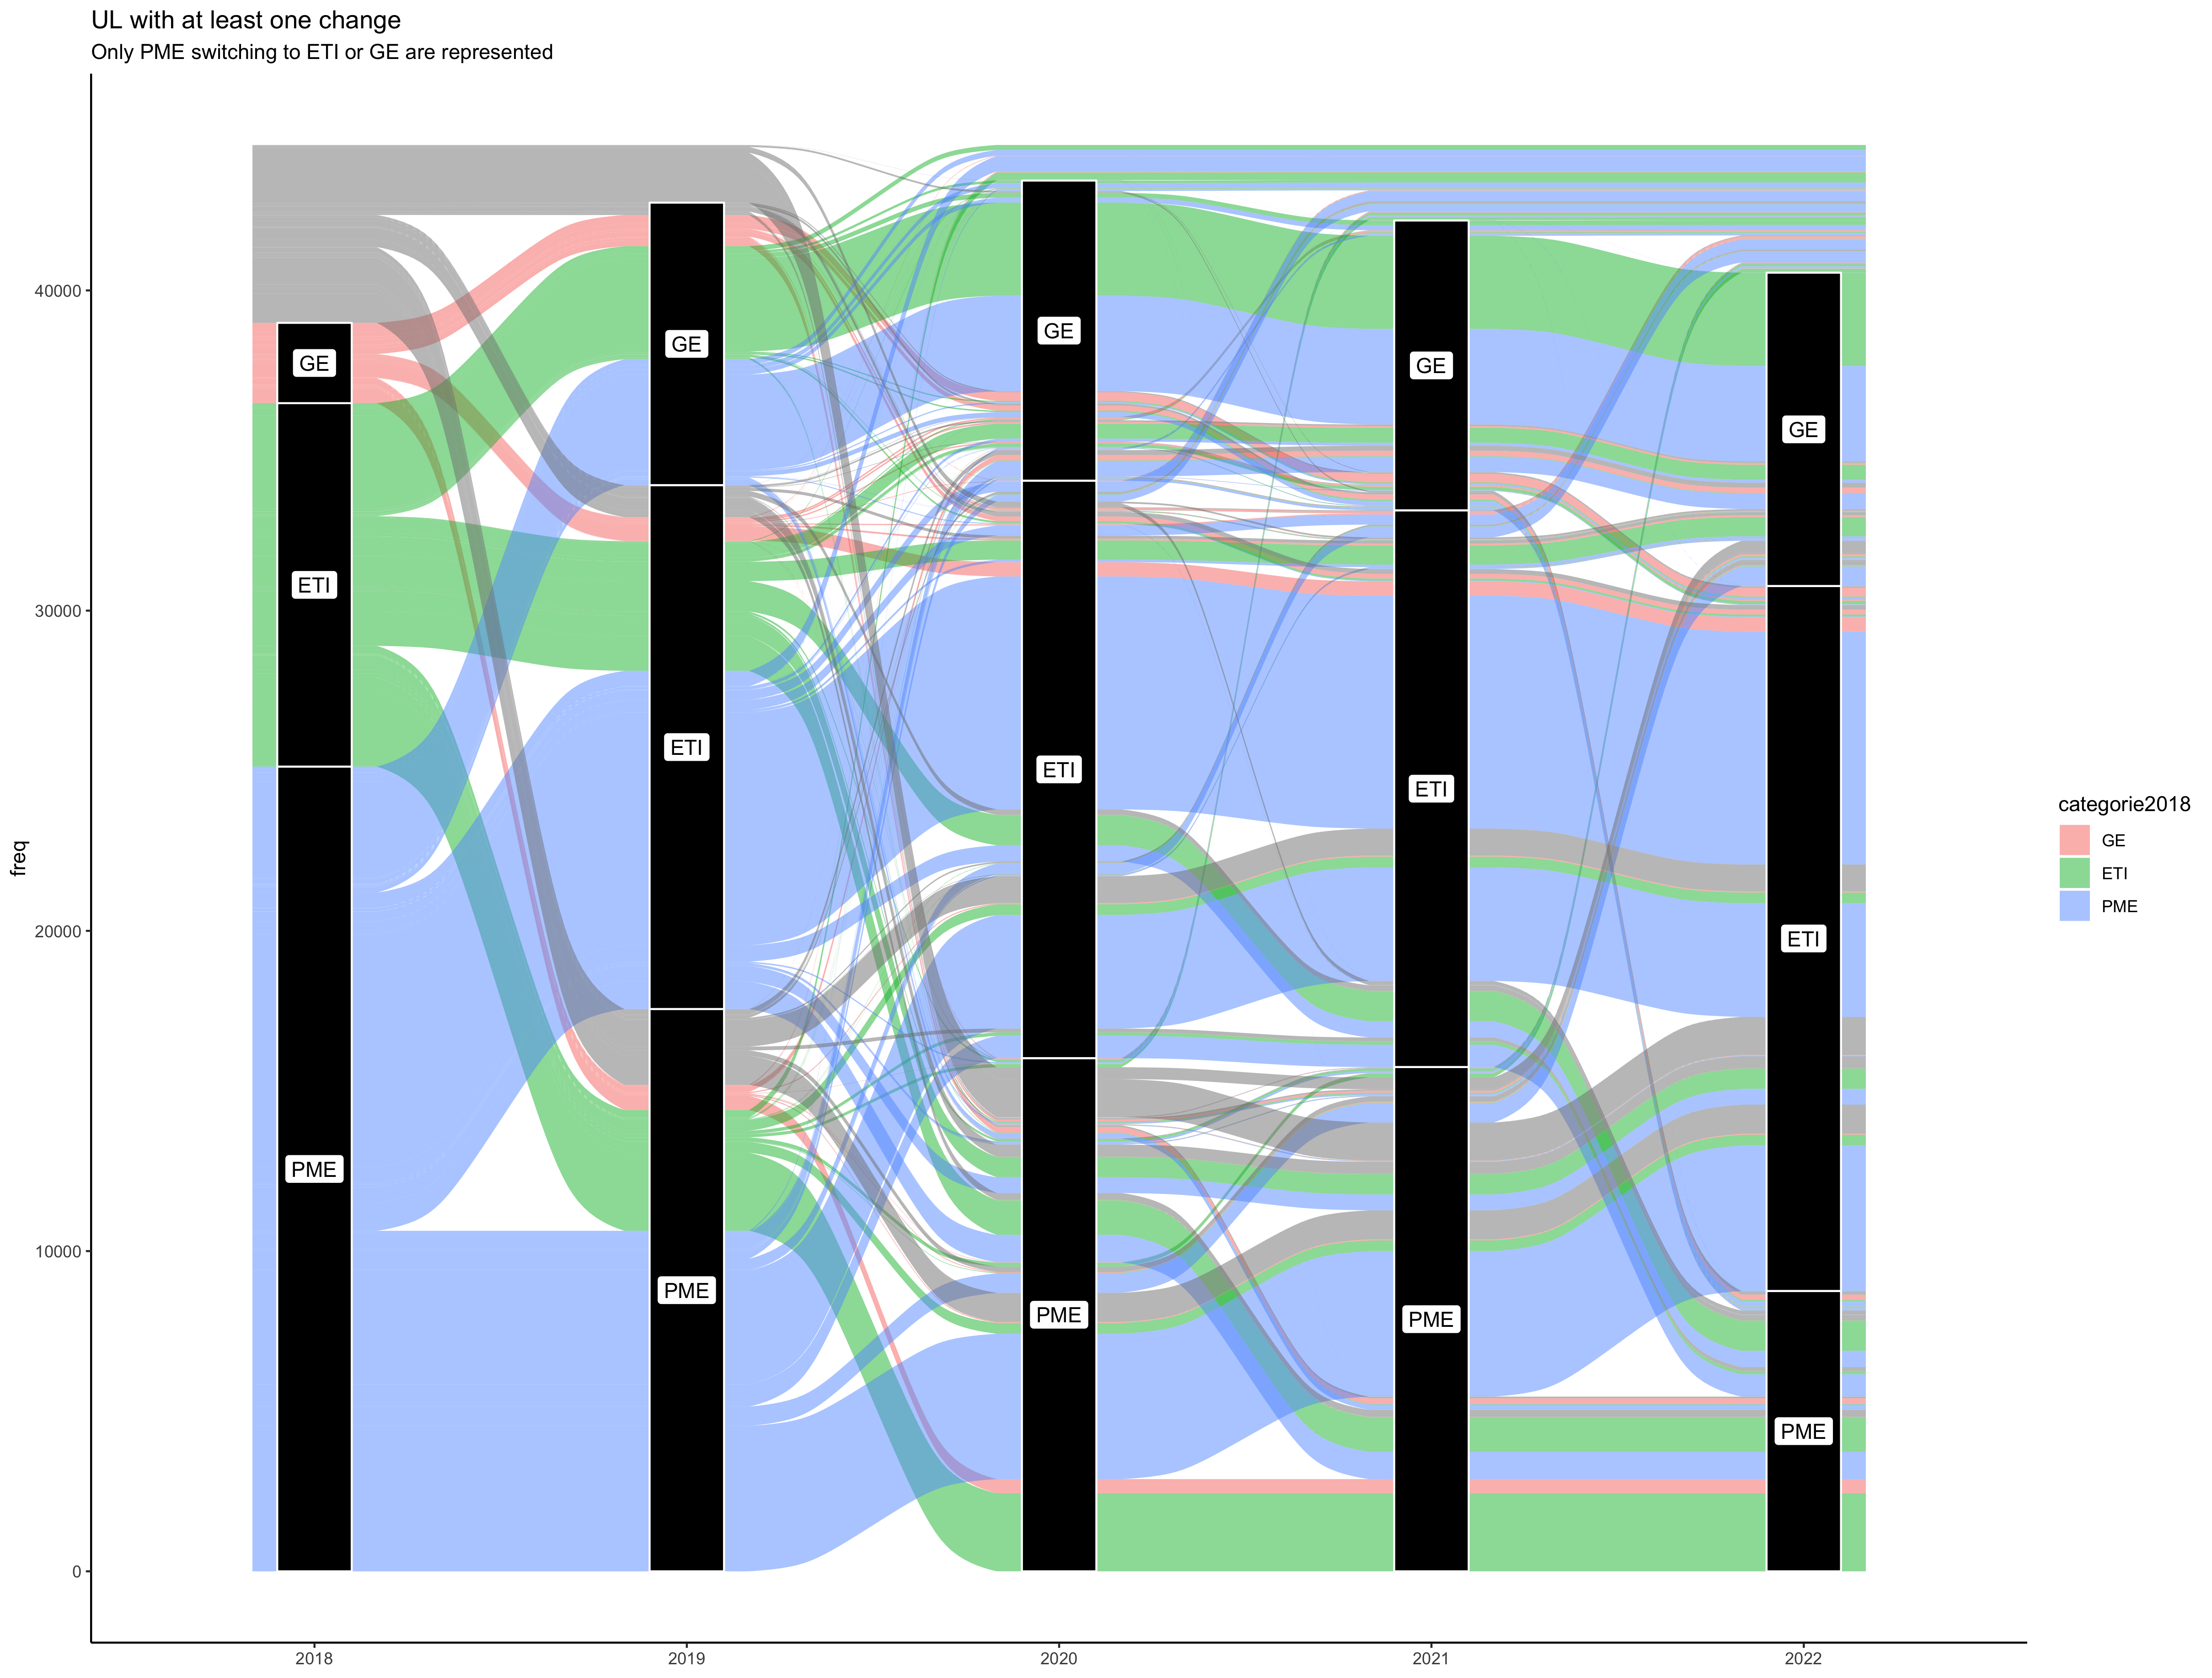 UL with at least one change
Only PME switching to ETI or GE are represented
freq
40000
30000
20000
10000
0
GE
ETI
PME
GE
ETI
PME
GE
ETI
PME
GE
ETI
PME
GE
ETI
PME
2018
2019
2020
2021
2022
categorie2018
GE
ETI
PME